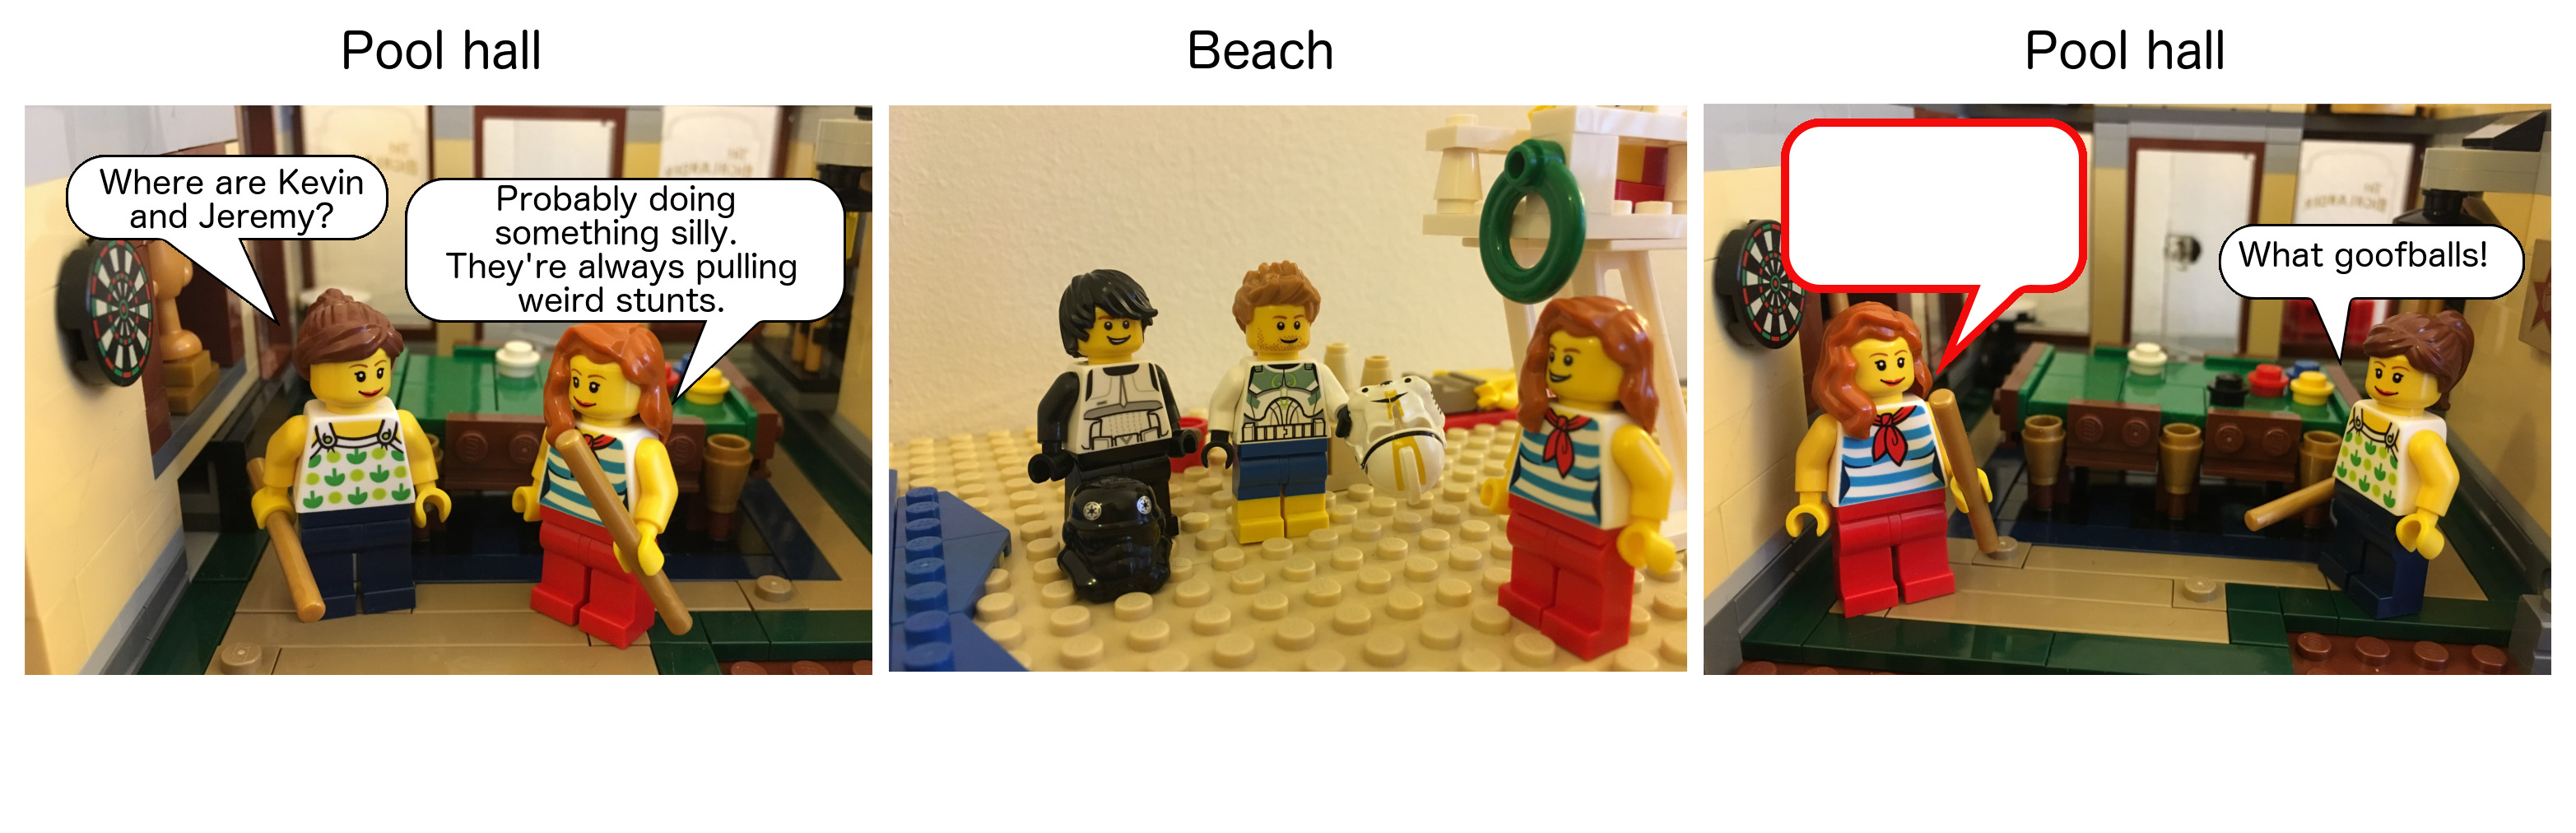 Pool hall
Where are Kevin
and Jeremy?
Probably doing
something silly.
They're always pulling
weird stunts.
Beach
Pool hall
What goofballs!